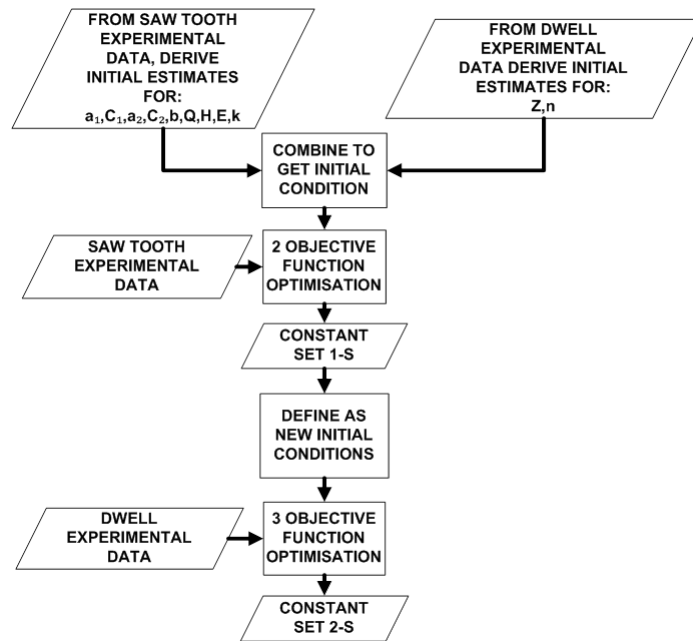 FROM SAW TOOTH
EXPERIMENTAL
DATA, DERIVE
INITIAL ESTIMATES
FOR:
a₁,C₁,a₂,C₂,b,Q,H,E,k
FROM DWELL
EXPERIMENTAL
DATA DERIVE INITIAL
ESTIMATES FOR:
Z,n
COMBINE TO
GET INITIAL
CONDITION
SAW TOOTH
EXPERIMENTAL
DATA
2 OBJECTIVE
FUNCTION
OPTIMISATION
CONSTANT
SET 1-S
DEFINE AS
NEW INITIAL
CONDITIONS
DWELL
EXPERIMENTAL
DATA
3 OBJECTIVE
FUNCTION
OPTIMISATION
CONSTANT
SET 2-S